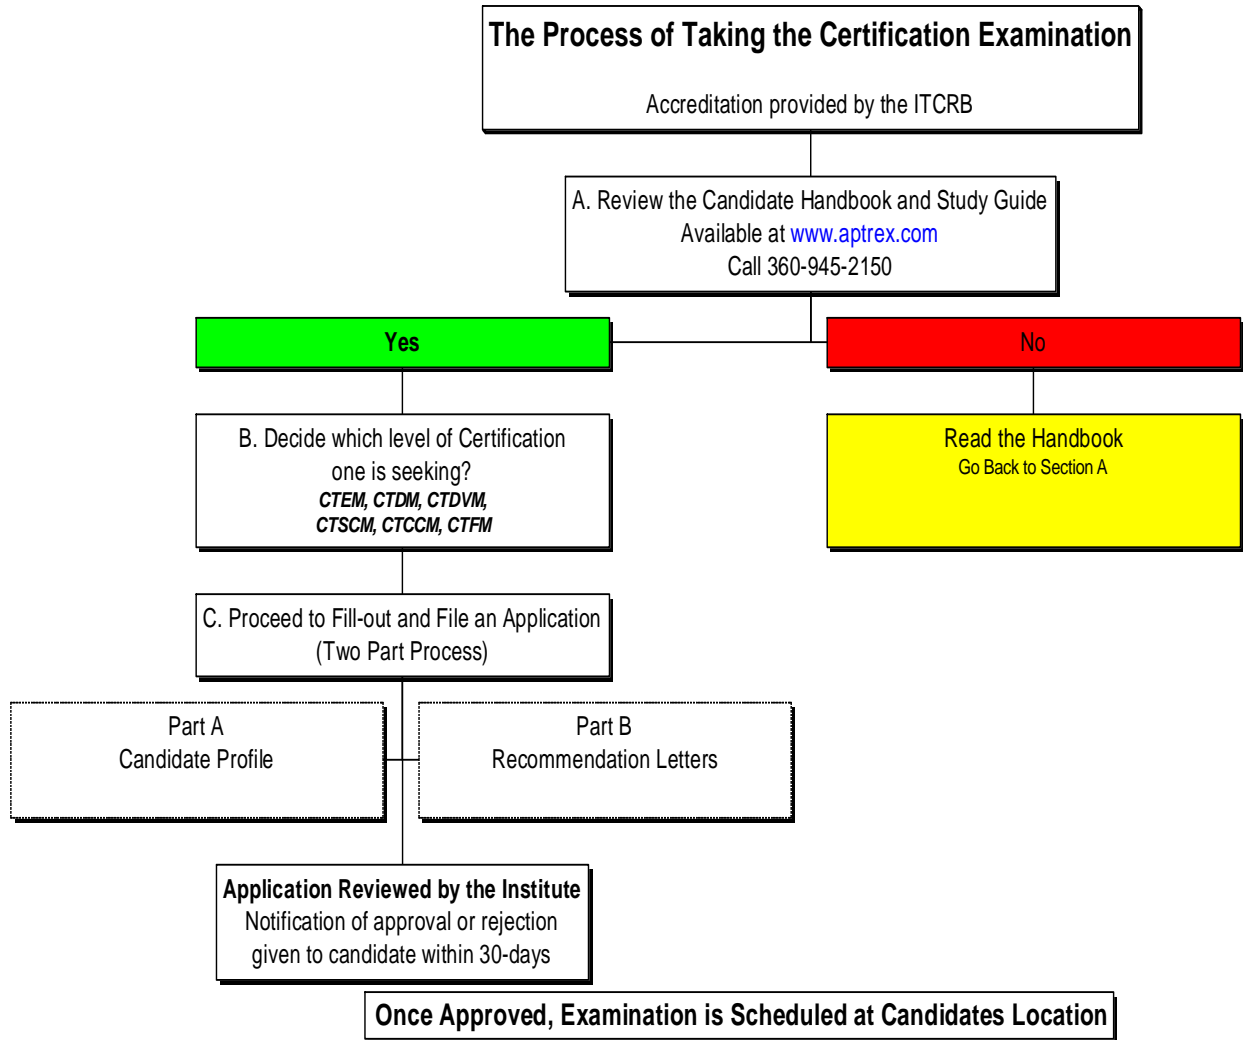 The Process of Taking the Certification Examination
Accreditation provided by the ITCRB
A. Review the Candidate Handbook and Study Guide
Available at www.aptrex.com
Call 360-945-2150
Yes
No
B. Decide which level of Certification
one is seeking?
CTEM, CTDM, CTDVM,
CTSCM, CTCCM, CTFM
Read the Handbook
Go Back to Section A
C. Proceed to Fill-out and File an Application
(Two Part Process)
Part A
Candidate Profile
Part B
Recommendation Letters
Application Reviewed by the Institute
Notification of approval or rejection
given to candidate within 30-days
Once Approved, Examination is Scheduled at Candidates Location